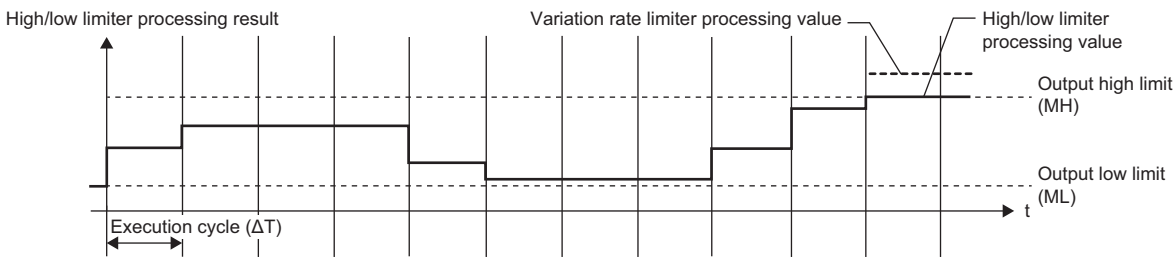 High/low limiter processing result
Variation rate limiter processing value
High/low limiter
processing value
Output high limit
(MH)
Output low limit
(ML)
t
Execution cycle (ΔT)